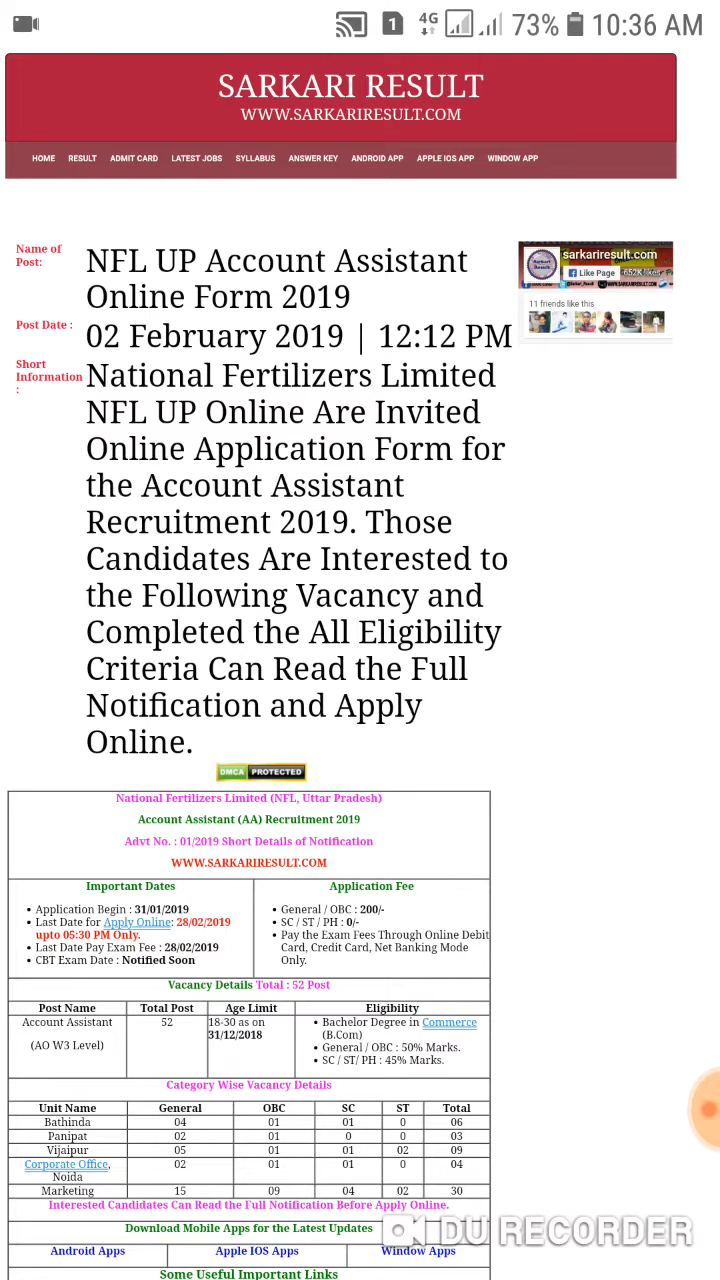 4G 73% 10:36 AM
1
SARKARI RESULT
WWW.SARKARIRESULT.COM
HOME RESULT ADMIT CARD LATEST JOBS SYLLABUS ANSWER KEY ANDROID APP APPLE IOS APP WINDOW APP
Name of Post:
NFL UP Account Assistant
Online Form 2019
Post Date :
02 February 2019 | 12:12 PM
Short Information :
National Fertilizers Limited
NFL UP Online Are Invited
Online Application Form for
the Account Assistant
Recruitment 2019. Those
Candidates Are Interested to
the Following Vacancy and
Completed the All Eligibility
Criteria Can Read the Full
Notification and Apply
Online.
sarkariresult.com
Like Page
652K likes
11 friends like this
DMCA PROTECTED
National Fertilizers Limited (NFL, Uttar Pradesh)
Account Assistant (AA) Recruitment 2019
Advt No. : 01/2019 Short Details of Notification
WWW.SARKARIRESULT.COM
Important Dates
• Application Begin : 31/01/2019
• Last Date for Apply Online: 28/02/2019
upto 05:30 PM Only.
• Last Date Pay Exam Fee : 28/02/2019
• CBT Exam Date : Notified Soon
Application Fee
• General / OBC : 200/-
• SC / ST / PH : 0/-
• Pay the Exam Fees Through Online Debit
Card, Credit Card, Net Banking Mode
Only.
Vacancy Details Total : 52 Post
Post Name Total Post Age Limit Eligibility
Account Assistant
(AO W3 Level)
52
18-30 as on
31/12/2018
• Bachelor Degree in Commerce
(B.Com)
• General / OBC : 50% Marks.
• SC / ST/ PH : 45% Marks.
Category Wise Vacancy Details
Unit Name General OBC SC ST Total
Bathinda 04 01 01 0 06
Panipat 02 01 0 0 03
Vijaipur 05 01 01 02 09
Corporate Office, Noida 02 01 01 0 04
Marketing 15 09 04 02 30
Interested Candidates Can Read the Full Notification Before Apply Online.
Download Mobile Apps for the Latest Updates
DU RECORDER
Android Apps Apple IOS Apps Window Apps
Some Useful Important Links